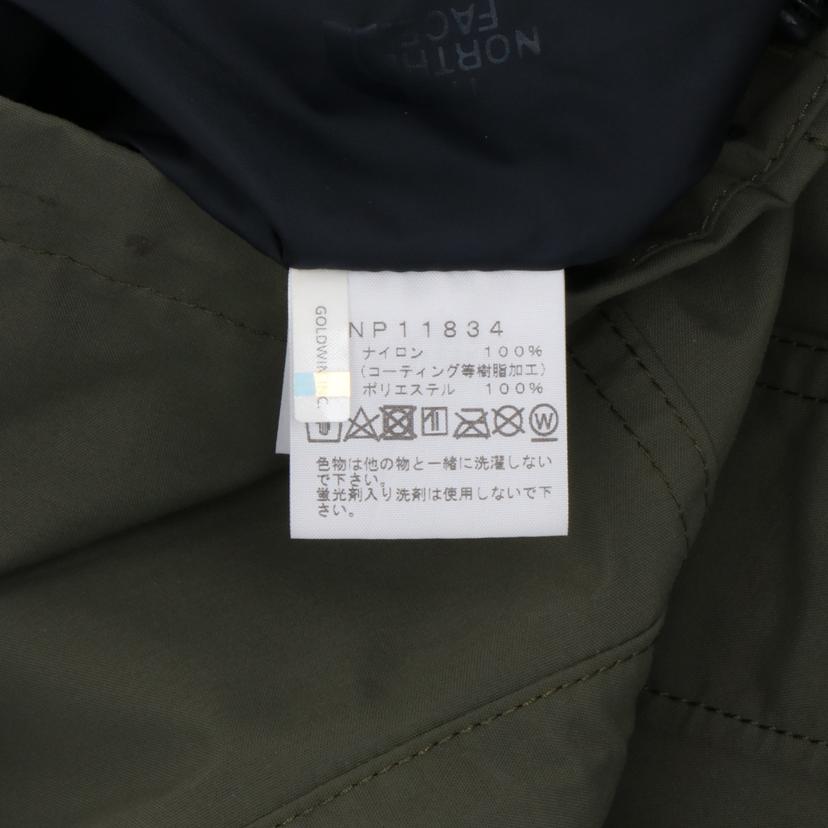 NORTH
FACE
GOLDWIN INC.
NP11834
ナイロン 100%
(コーティング等樹脂加工)
ポリエステル 100%
W
色物は他の物と一緒に洗濯しない
で下さい。
蛍光剤入り洗剤は使用しないで下
さい。